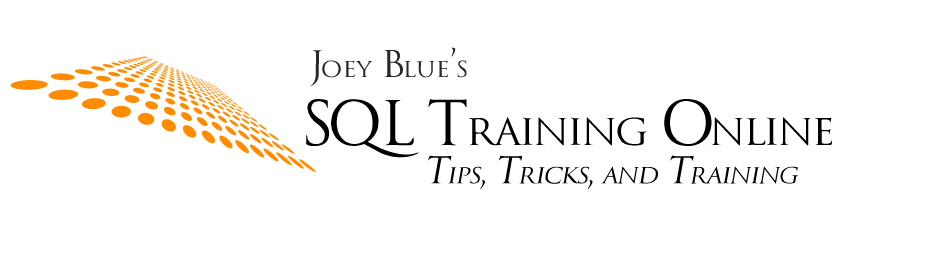 Joey Blue's
SQL Training Online
Tips, Tricks, and Training